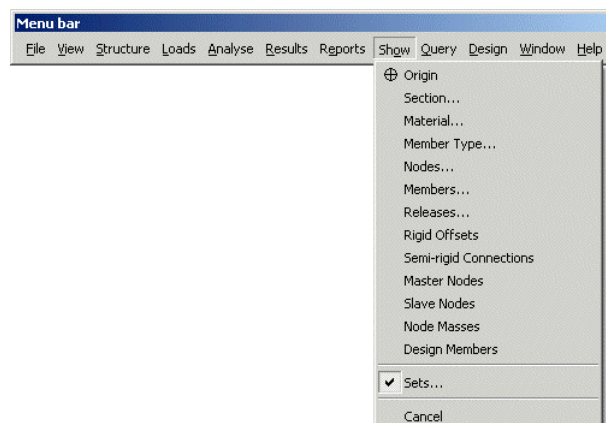 Menu bar
File View Structure Loads Analyse Results Reports Show Query Design Window Help
Origin
Section...
Material...
Member Type...
Nodes...
Members...
Releases...
Rigid Offsets
Semi-rigid Connections
Master Nodes
Slave Nodes
Node Masses
Design Members
Sets...
Cancel